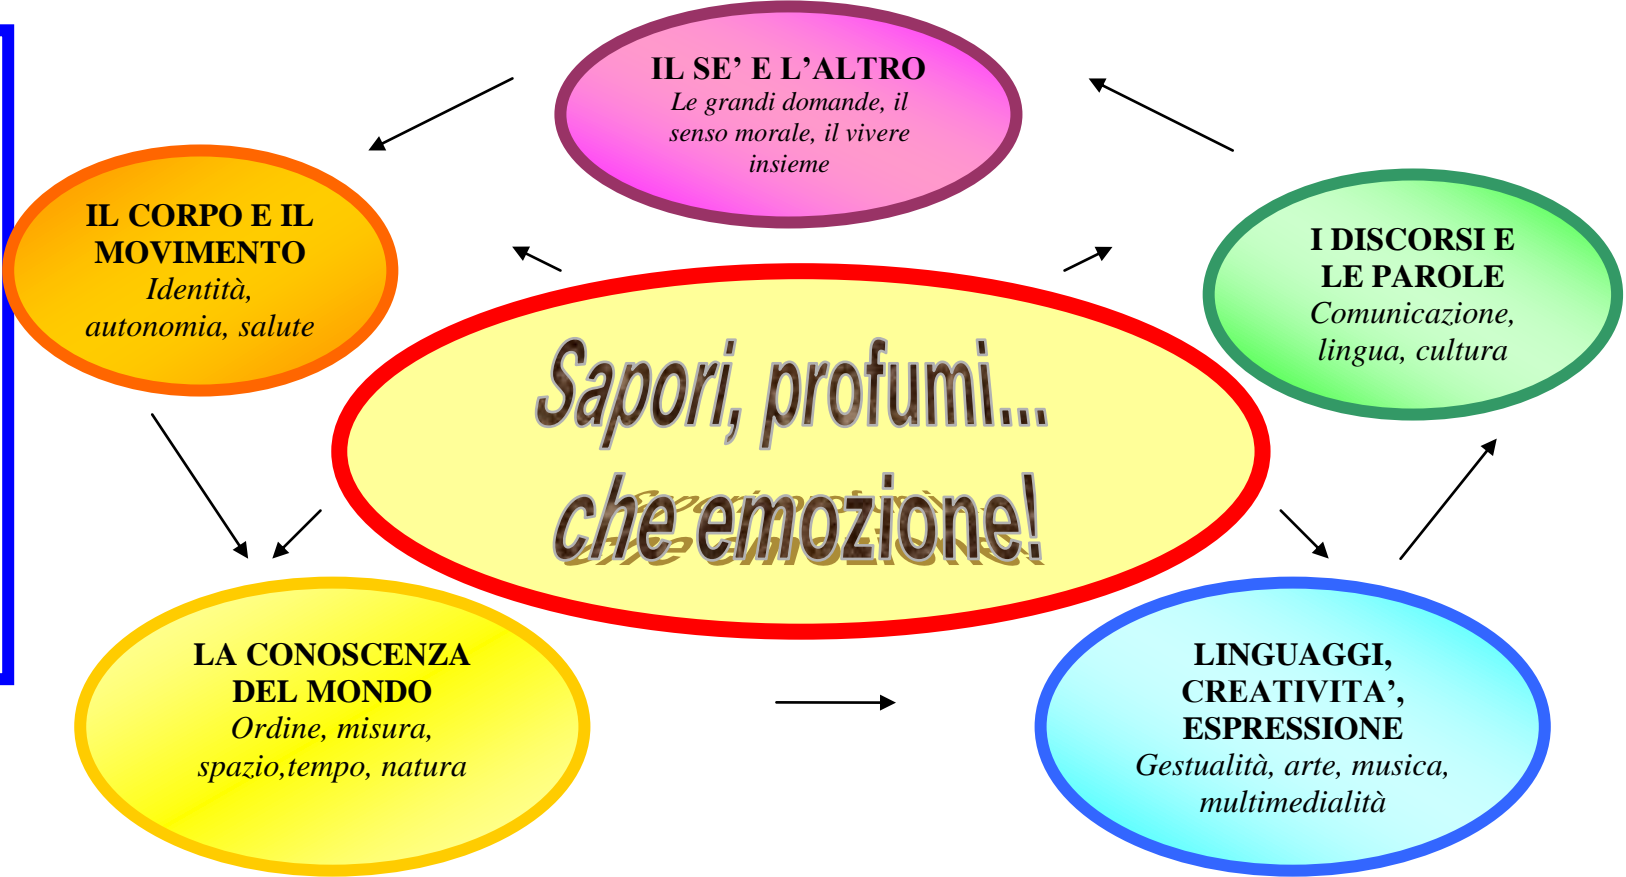 IL SE’ E L’ALTRO
Le grandi domande, il
senso morale, il vivere
insieme
IL CORPO E IL
MOVIMENTO
Identità,
autonomia, salute
I DISCORSI E
LE PAROLE
Comunicazione,
lingua, cultura
Sapori, profumi...
che emozione!
LA CONOSCENZA
DEL MONDO
Ordine, misura,
spazio,tempo, natura
LINGUAGGI,
CREATIVITA’,
ESPRESSIONE
Gestualità, arte, musica,
multimedialità